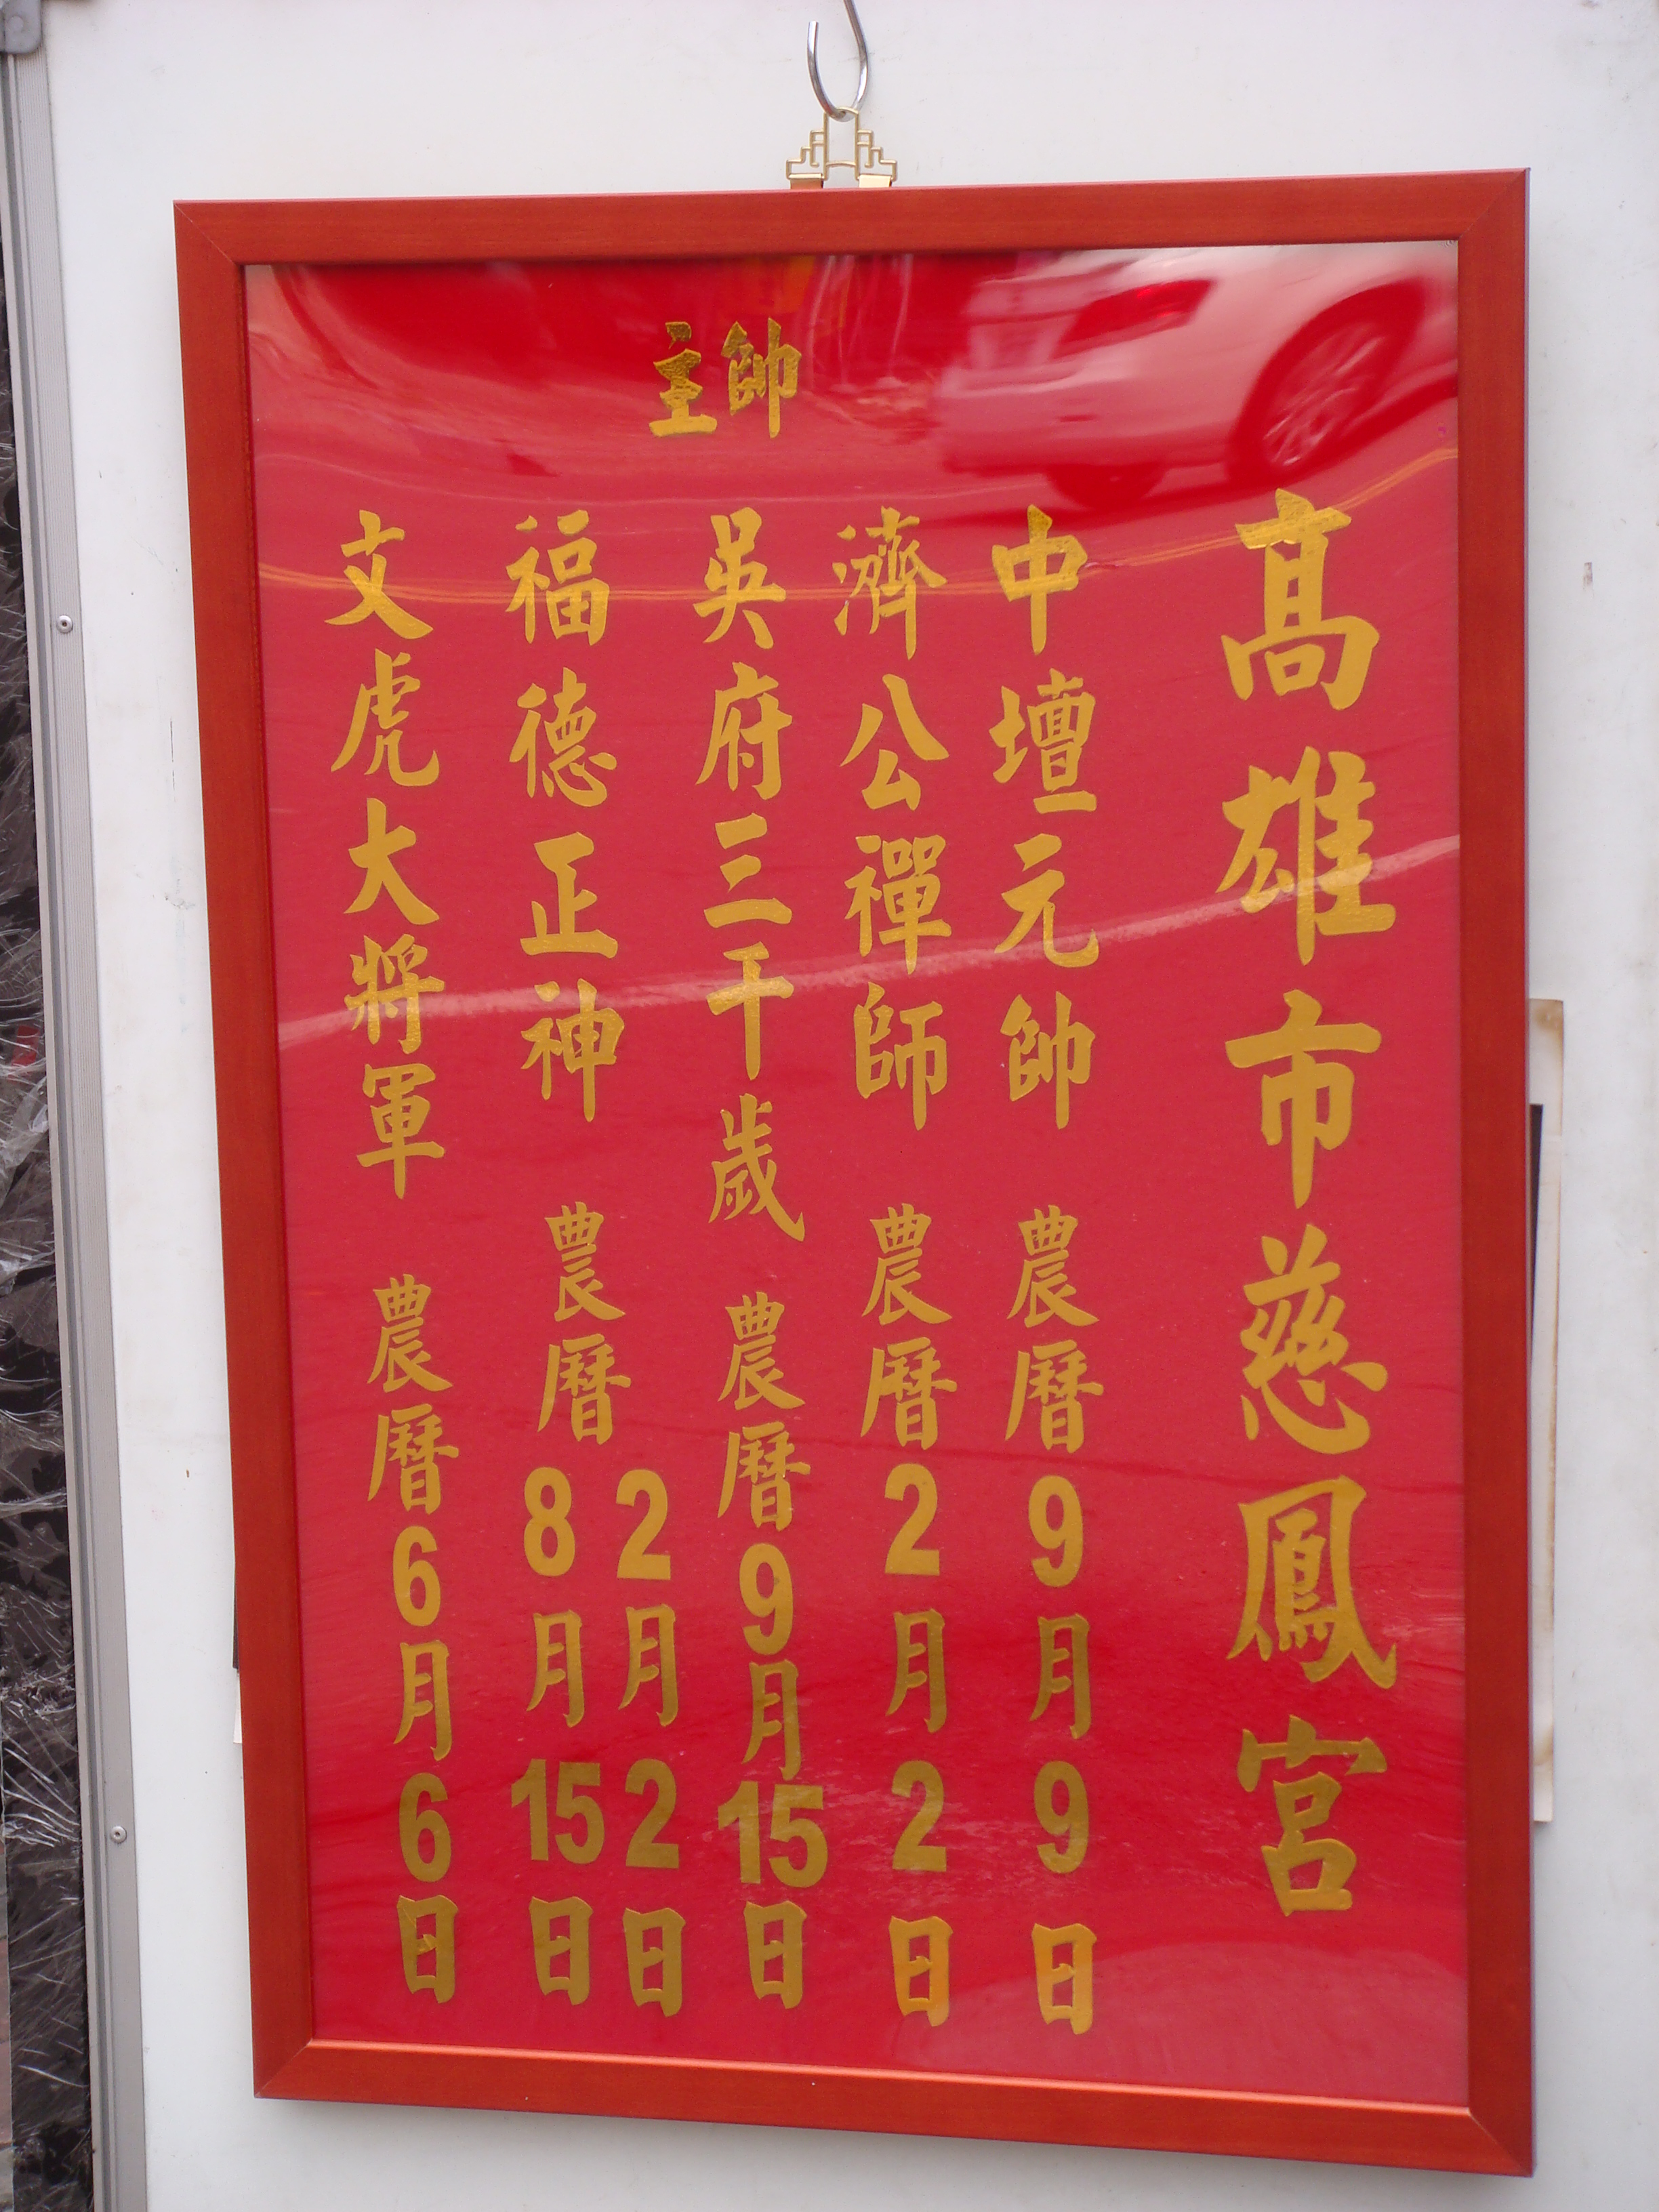 高雄市慈鳳宮
中壇元帥 農曆9月9日
濟公禪師 農曆2月2日
主帥
吳府三千歲 農曆9月15日
福德正神 農曆 2月2日
8月15日
文虎大將軍 農曆6月6日